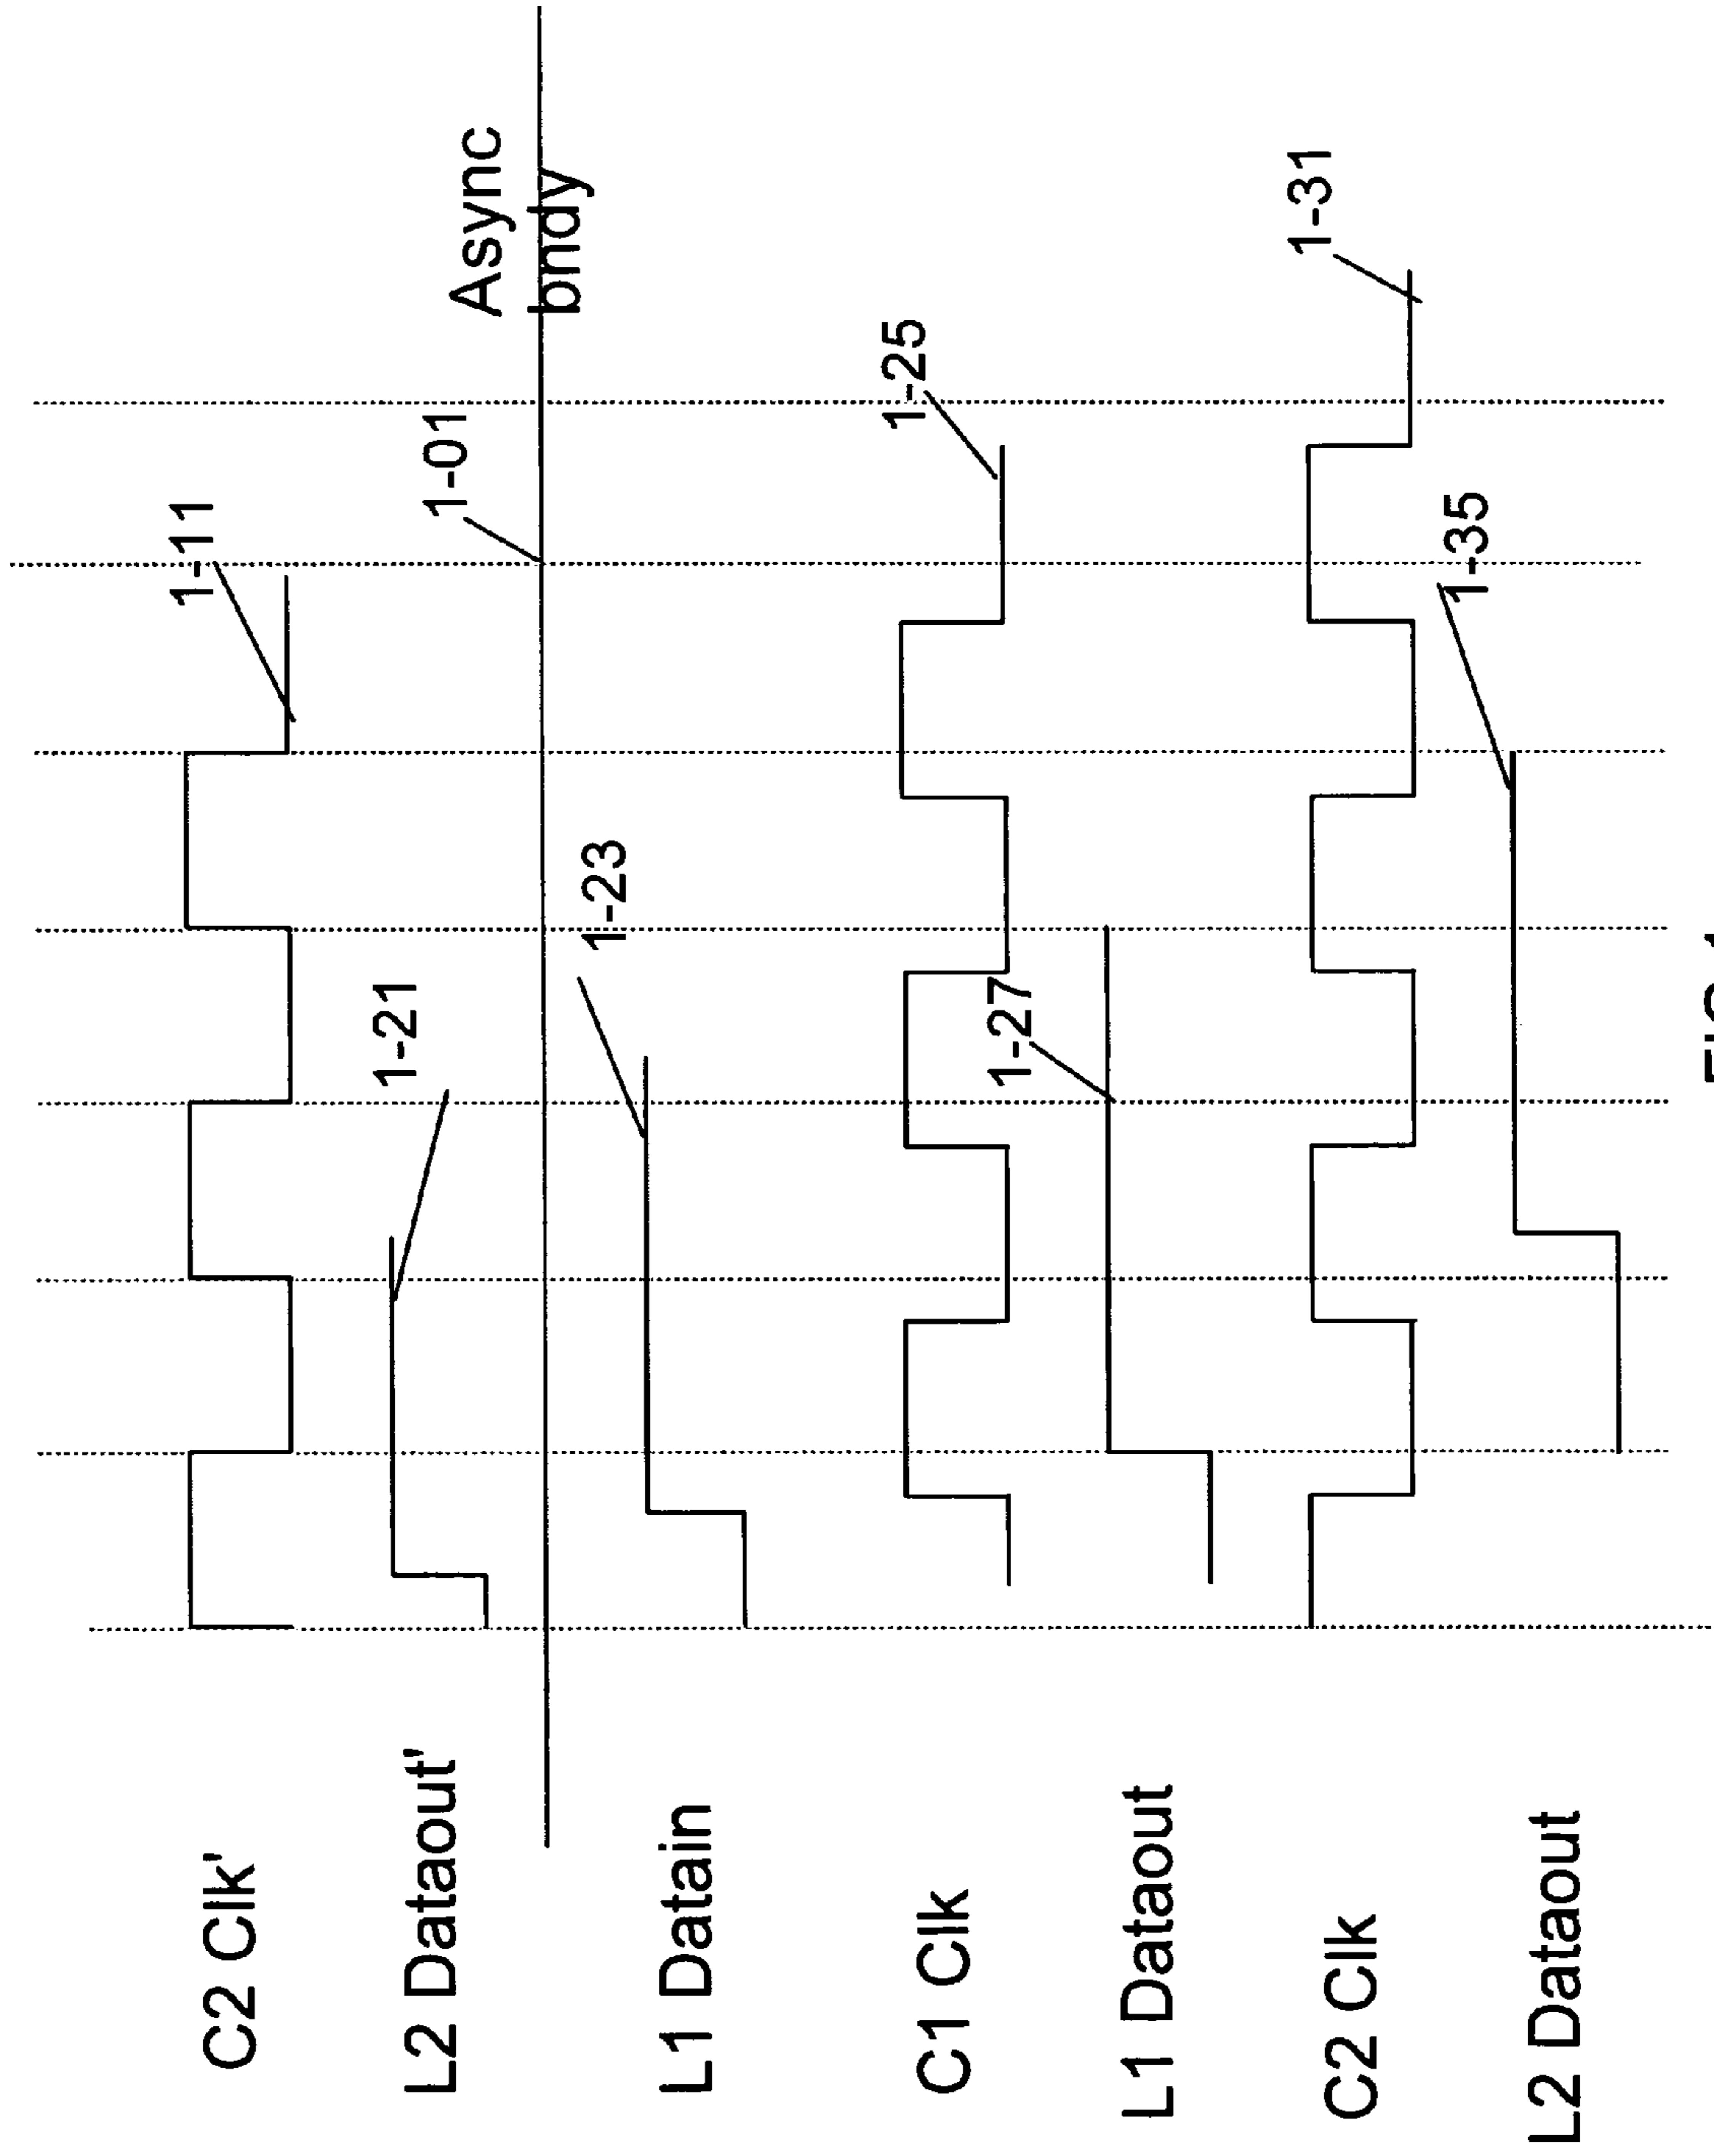 C2 Clk'
1-11
L2 Dataout'
1-21
1-01
Async
bndy
L1 Datain
1-23
C1 Clk
1-25
L1 Dataout
1-27
C2 Clk
1-31
L2 Dataout
1-35